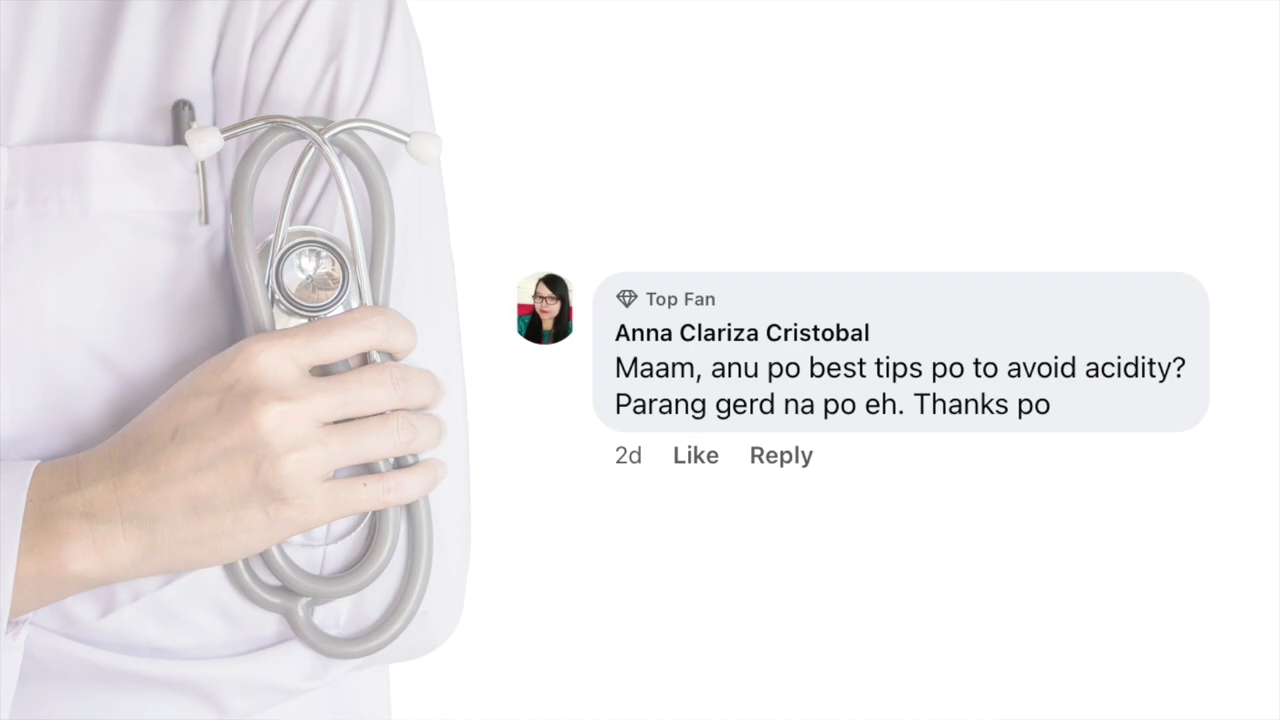 Top Fan
Anna Clariza Cristobal
Maam, anu po best tips po to avoid acidity?
Parang gerd na po eh. Thanks po
2d Like Reply